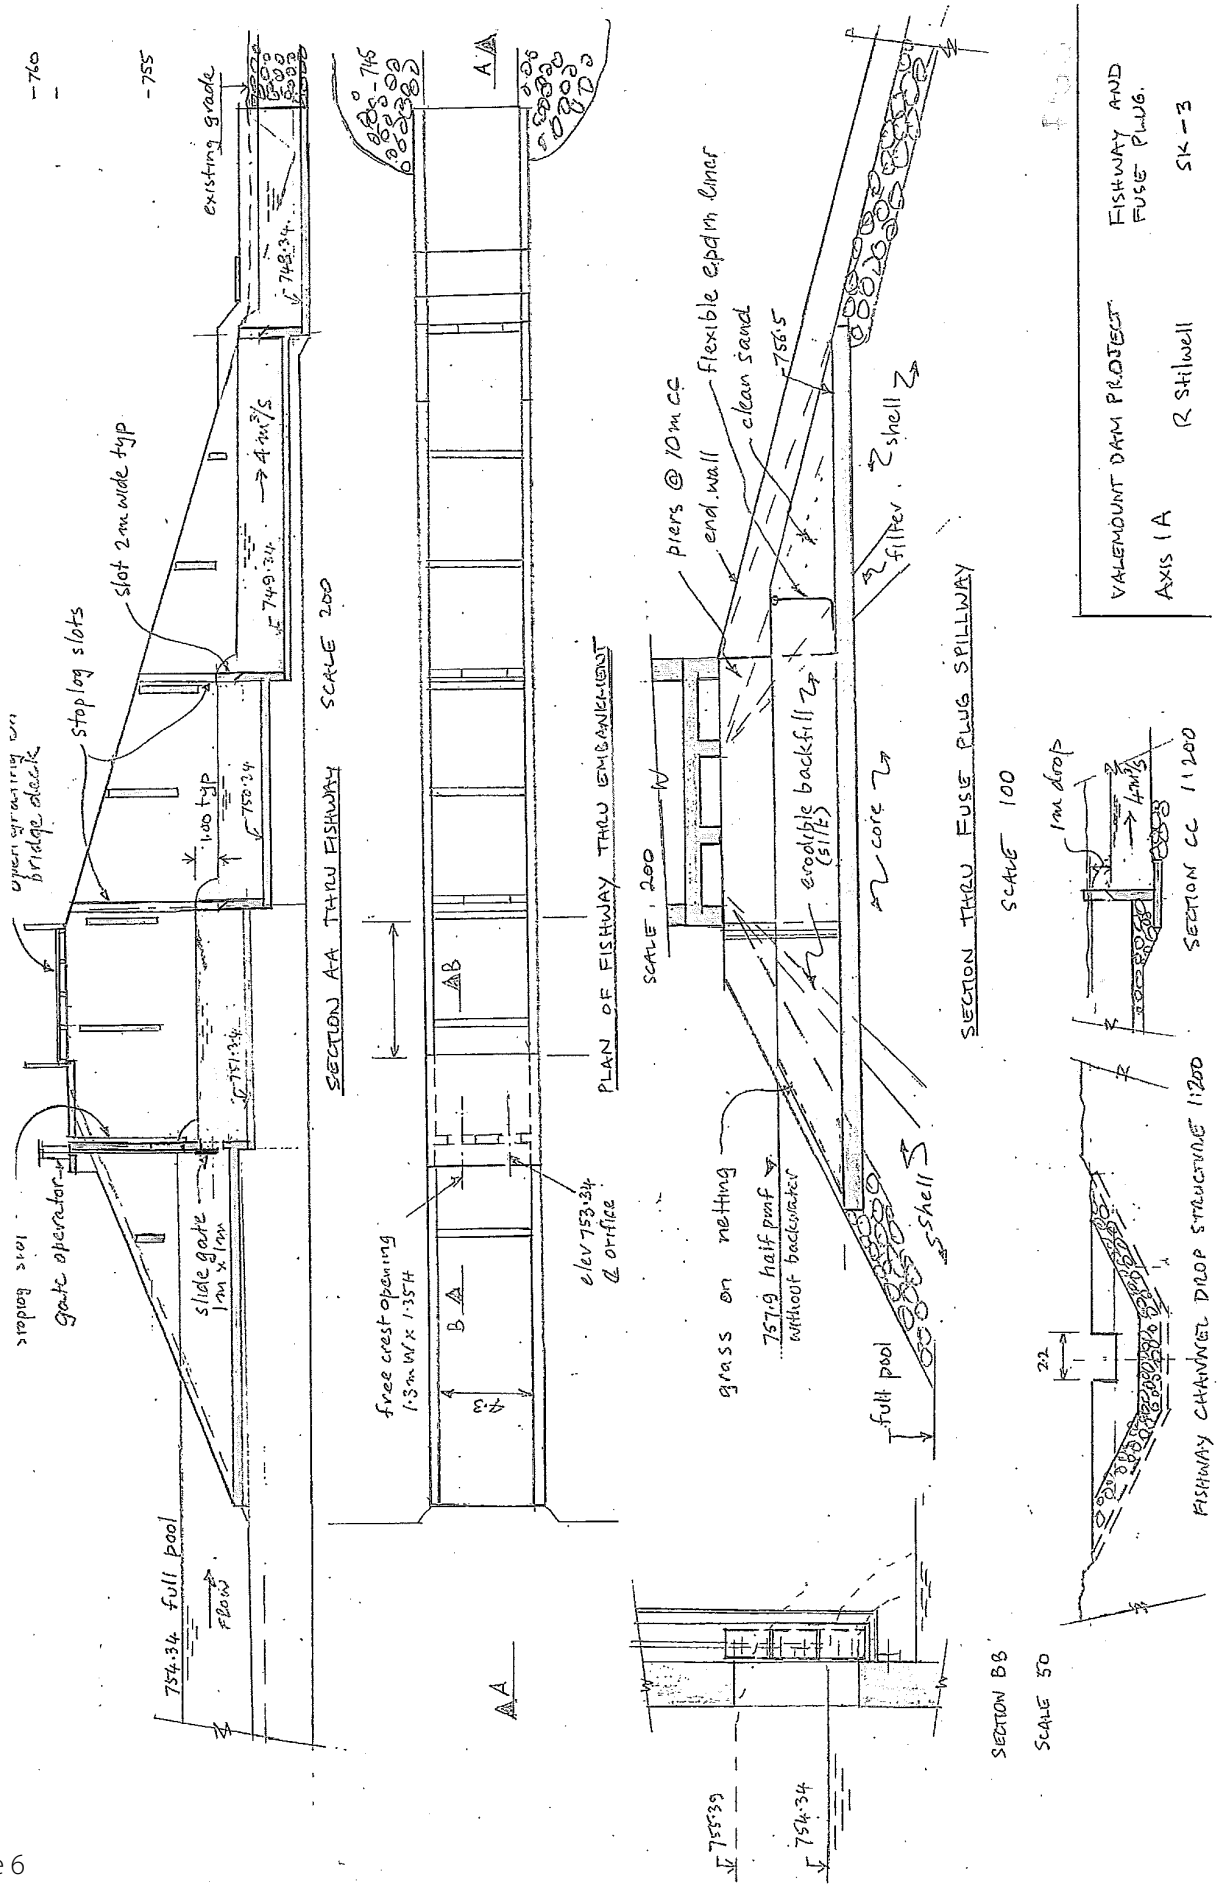 -760
-755
existing grade
open grating on
bridge deck
stoplog slots
slot 2m wide typ
stoplog slot
gate operator
slide gate
1m x 1m
754.34 full pool
FLOW
751.34
1.00 typ
750.34
749.34
→ 4 m³/s
748.34
SECTION A-A THRU FISHWAY SCALE 200
free crest opening
1.3m W x 1.35H
B
B
A
A
elev 753.34
@ orifice
-745
PLAN OF FISHWAY THRU EMBANKMENT
SCALE 200
piers @ 10m cc
end wall
flexible epdm liner
clean sand
756.5
grass on netting
757.9 half pmf
without backwater
full pool
erodible backfill
(silt)
core
filter
shell
shell
SECTION THRU FUSE PLUG SPILLWAY
SCALE 100
755.39
754.34
SECTION BB
SCALE 50
2.2
FISHWAY CHANNEL DROP STRUCTURE 1:200
1m drop
→ 4m³/s
SECTION CC 1:200
VALEMOUNT DAM PROJECT
AXIS 1A
R Stilwell
FISHWAY AND
FUSE PLUG.
SK-3
e 6